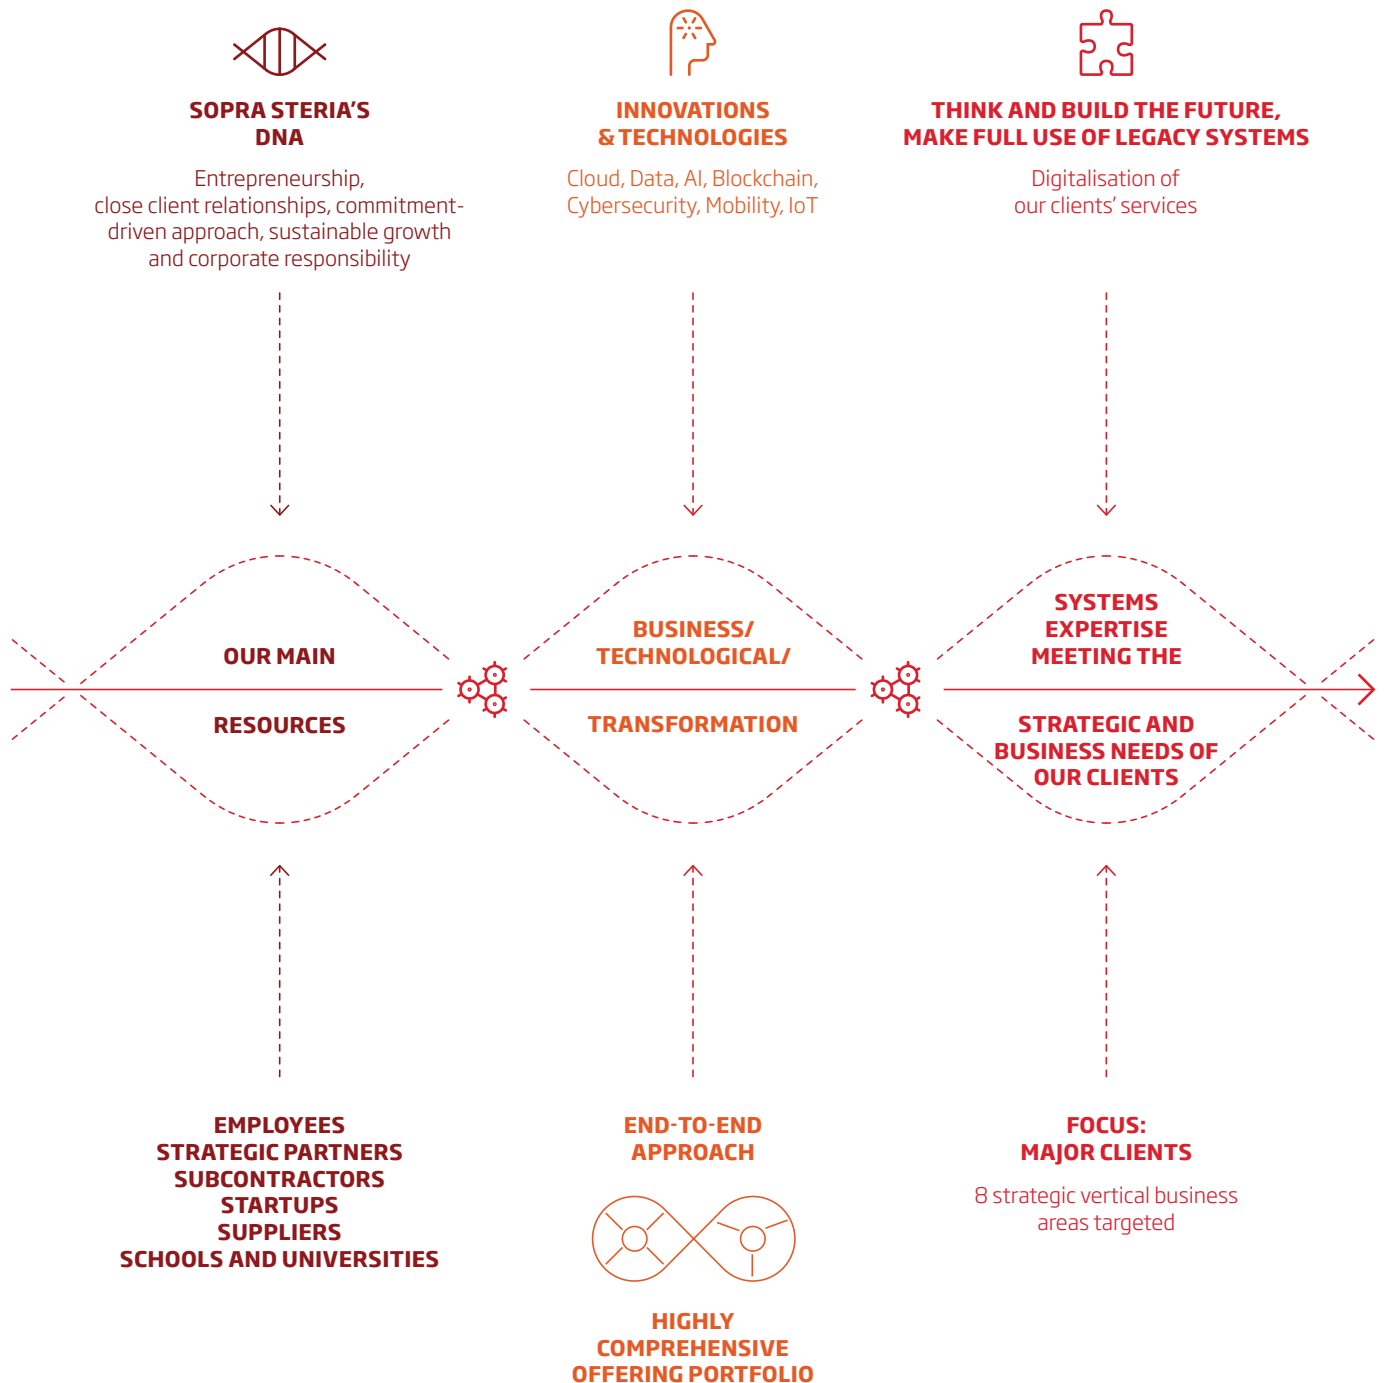 SOPRA STERIA'S
DNA
Entrepreneurship,
close client relationships, commitment-
driven approach, sustainable growth
and corporate responsibility
INNOVATIONS
& TECHNOLOGIES
Cloud, Data, AI, Blockchain,
Cybersecurity, Mobility, IoT
THINK AND BUILD THE FUTURE,
MAKE FULL USE OF LEGACY SYSTEMS
Digitalisation of
our clients' services
OUR MAIN
RESOURCES
BUSINESS/
TECHNOLOGICAL/
TRANSFORMATION
SYSTEMS
EXPERTISE
MEETING THE
STRATEGIC AND
BUSINESS NEEDS OF
OUR CLIENTS
EMPLOYEES
STRATEGIC PARTNERS
SUBCONTRACTORS
STARTUPS
SUPPLIERS
SCHOOLS AND UNIVERSITIES
END-TO-END
APPROACH
HIGHLY
COMPREHENSIVE
OFFERING PORTFOLIO
FOCUS:
MAJOR CLIENTS
8 strategic vertical business
areas targeted